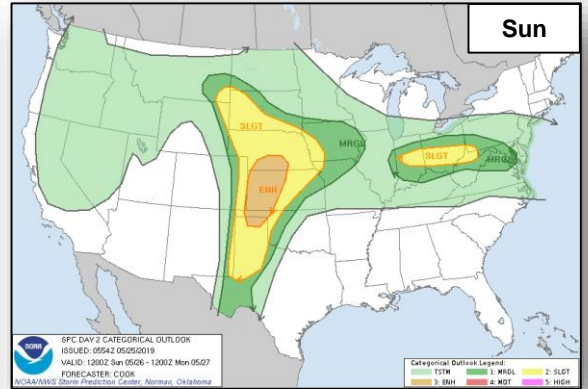 Sun
SLGT
MRGL
ENH
SLGT
MRGL
NOAA
SPC DAY 2 CATEGORICAL OUTLOOK
ISSUED: 0554Z 05/25/2019
VALID: 1200Z Sun 05/26 - 1200Z Mon 05/27
FORECASTER: COOK
NOAA/NWS Storm Prediction Center, Norman, Oklahoma
Categorical Outlook Legend:
TSTM 1: MRGL 2: SLGT
3: ENH 4: MDT 5: HIGH